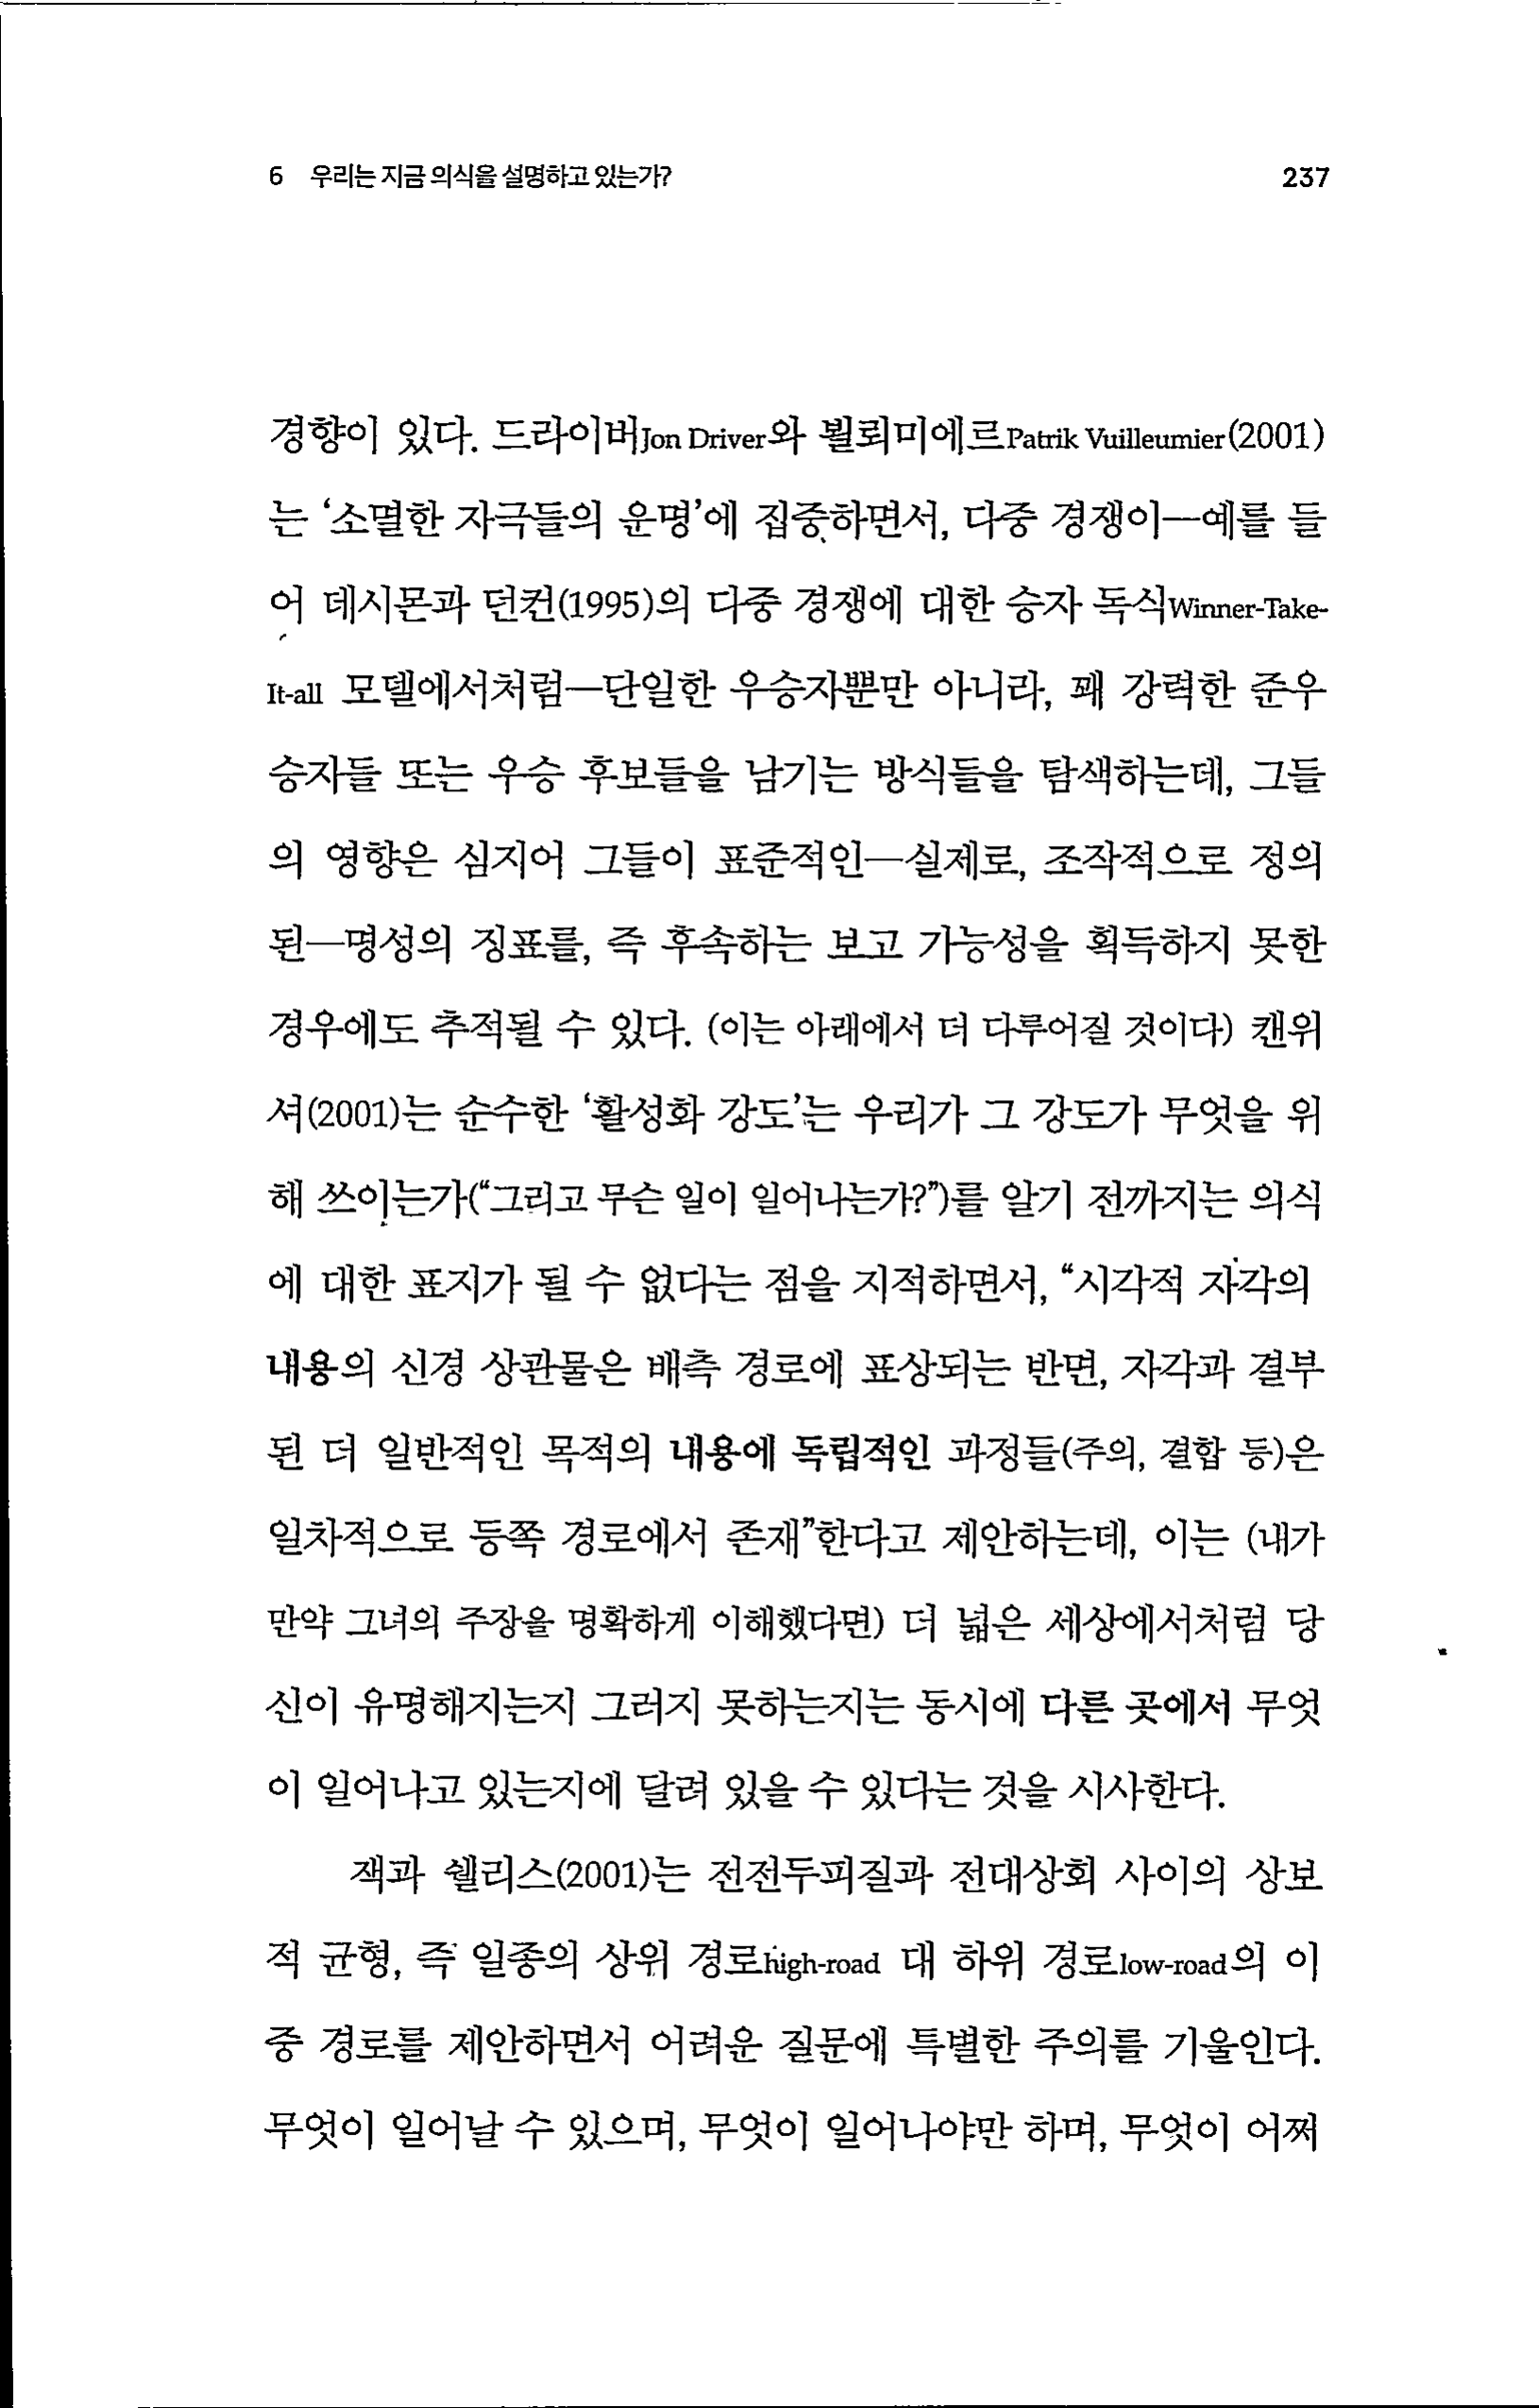 6 우리는 지금 의식을 설명하고 있는가? 237
경향이 있다. 드라이버Jon Driver와 뷜뢰미에르Patrik Vuilleumier(2001)
는 ‘소멸한 자극들의 운명’에 집중하면서, 다중 경쟁이—예를 들
어 데시몬과 던컨(1995)의 다중 경쟁에 대한 승자 독식Winner-Take-
It-all 모델에서처럼—단일한 우승자뿐만 아니라, 꽤 강력한 준우
승자들 또는 우승 후보들을 남기는 방식들을 탐색하는데, 그들
의 영향은 심지어 그들이 표준적인—실제로, 조작적으로 정의
된—명성의 징표를, 즉 후속하는 보고 가능성을 획득하지 못한
경우에도 추적될 수 있다. (이는 아래에서 더 다루어질 것이다) 캔위
셔(2001)는 순수한 ‘활성화 강도’는 우리가 그 강도가 무엇을 위
해 쓰이는가(“그리고 무슨 일이 일어나는가?”)를 알기 전까지는 의식
에 대한 표지가 될 수 없다는 점을 지적하면서, “시각적 자각의
내용의 신경 상관물은 배측 경로에 표상되는 반면, 자각과 결부
된 더 일반적인 목적의 내용에 독립적인 과정들(주의, 결합 등)은
일차적으로 등쪽 경로에서 존재”한다고 제안하는데, 이는 (내가
만약 그녀의 주장을 명확하게 이해했다면) 더 넓은 세상에서처럼 당
신이 유명해지는지 그러지 못하는지는 동시에 다른 곳에서 무엇
이 일어나고 있는지에 달려 있을 수 있다는 것을 시사한다.
잭과 쉘리스(2001)는 전전두피질과 전대상회 사이의 상보
적 균형, 즉 일종의 상위 경로high-road 대 하위 경로low-road의 이
중 경로를 제안하면서 어려운 질문에 특별한 주의를 기울인다.
무엇이 일어날 수 있으며, 무엇이 일어나야만 하며, 무엇이 어쩌